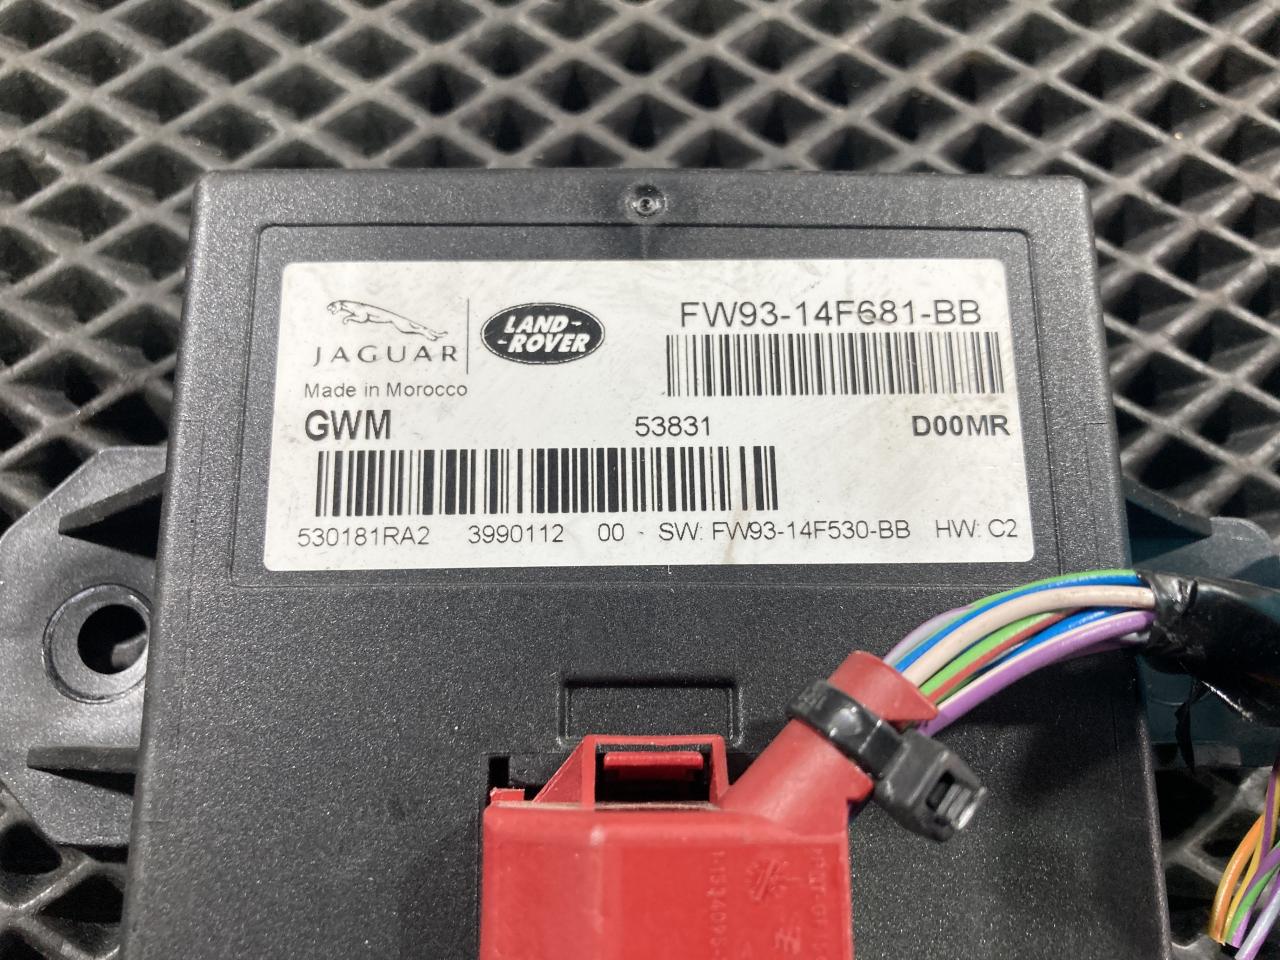 JAGUAR
LAND-
-ROVER
FW93-14F681-BB
Made in Morocco
GWM 53831 D00MR
530181RA2 3990112 00 - SW: FW93-14F530-BB HW: C2